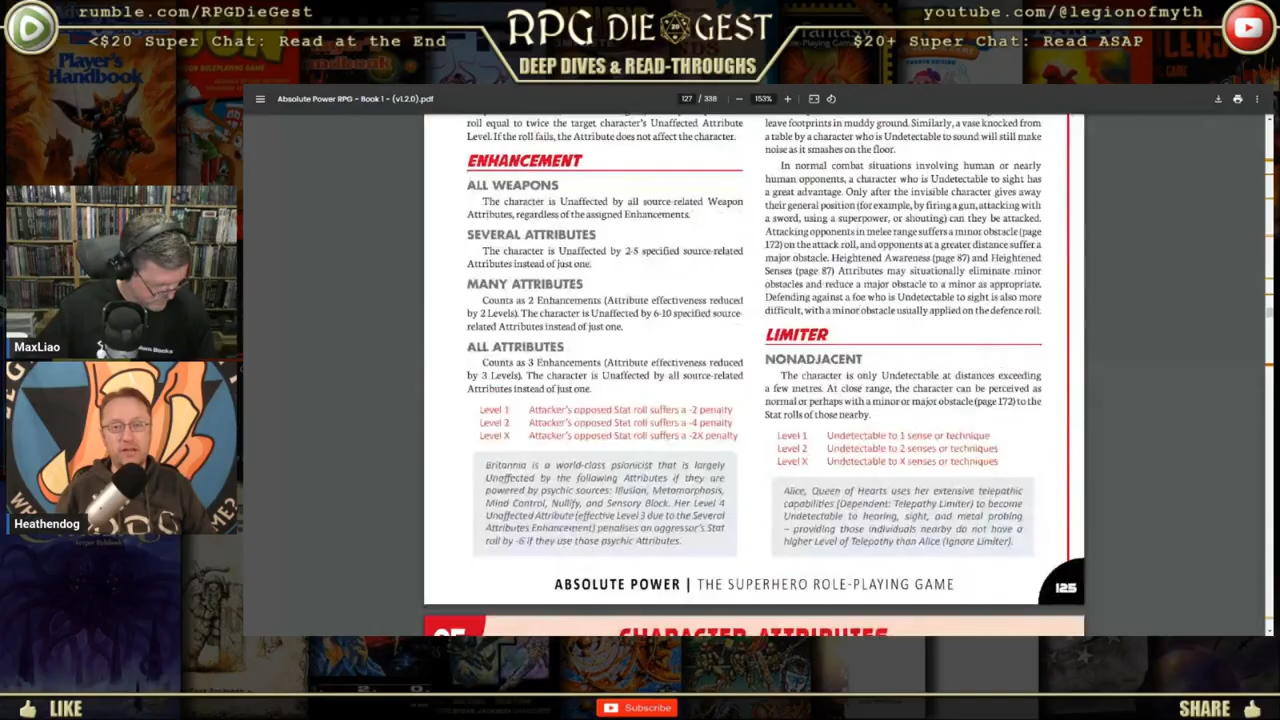 rumble.com/RPGDieGest
<$20 Super Chat: Read at the End
RPG DIE GEST
DEEP DIVES & READ-THROUGHS
youtube.com/@legionofmyth
$20+ Super Chat: Read ASAP
Player's
Handbook
Absolute Power RPG - Book 1 - (v1.2.0).pdf
127 / 338
153%
roll equal to twice the target character's Unaffected Attribute
Level. If the roll fails, the Attribute does not affect the character.
ENHANCEMENT
ALL WEAPONS
The character is Unaffected by all source-related Weapon
Attributes, regardless of the assigned Enhancements.
SEVERAL ATTRIBUTES
The character is Unaffected by 2-5 specified source-related
Attributes instead of just one.
MANY ATTRIBUTES
Counts as 2 Enhancements (Attribute effectiveness reduced
by 2 Levels). The character is Unaffected by 6-10 specified source-
related Attributes instead of just one.
ALL ATTRIBUTES
Counts as 3 Enhancements (Attribute effectiveness reduced
by 3 Levels). The character is Unaffected by all source-related
Attributes instead of just one.
Level 1 Attacker's opposed Stat roll suffers a -2 penalty
Level 2 Attacker's opposed Stat roll suffers a -4 penalty
Level X Attacker's opposed Stat roll suffers a -2X penalty
Britannia is a world-class psionicist that is largely
Unaffected by the following Attributes if they are
powered by psychic sources: Illusion, Metamorphosis,
Mind Control, Nullify, and Sensory Block. Her Level 4
Unaffected Attribute (effective Level 3 due to the Several
Attributes Enhancement) penalises an aggressor's Stat
roll by -6 if they use those psychic Attributes.
leave footprints in muddy ground. Similarly, a vase knocked from
a table by a character who is Undetectable to sound will still make
noise as it smashes on the floor.
In normal combat situations involving human or nearly
human opponents, a character who is Undetectable to sight has
a great advantage. Only after the invisible character gives away
their general position (for example, by firing a gun, attacking with
a sword, using a superpower, or shouting) can they be attacked.
Attacking opponents in melee range suffers a minor obstacle (page
172) on the attack roll, and opponents at a greater distance suffer a
major obstacle. Heightened Awareness (page 87) and Heightened
Senses (page 87) Attributes may situationally eliminate minor
obstacles and reduce a major obstacle to a minor as appropriate.
Defending against a foe who is Undetectable to sight is also more
difficult, with a minor obstacle usually applied on the defence roll.
LIMITER
NONADJACENT
The character is only Undetectable at distances exceeding
a few metres. At close range, the character can be perceived as
normal or perhaps with a minor or major obstacle (page 172) to the
Stat rolls of those nearby.
Level 1 Undetectable to 1 sense or technique
Level 2 Undetectable to 2 senses or techniques
Level X Undetectable to X senses or techniques
Alice, Queen of Hearts uses her extensive telepathic
capabilities (Dependent: Telepathy Limiter) to become
Undetectable to hearing, sight, and metal probing
– providing those individuals nearby do not have a
higher Level of Telepathy than Alice (Ignore Limiter).
ABSOLUTE POWER | THE SUPERHERO ROLE-PLAYING GAME
125
CHARACTER ATTRIBUTES
MaxLiao
Heathendog
LIKE
Subscribe
SHARE